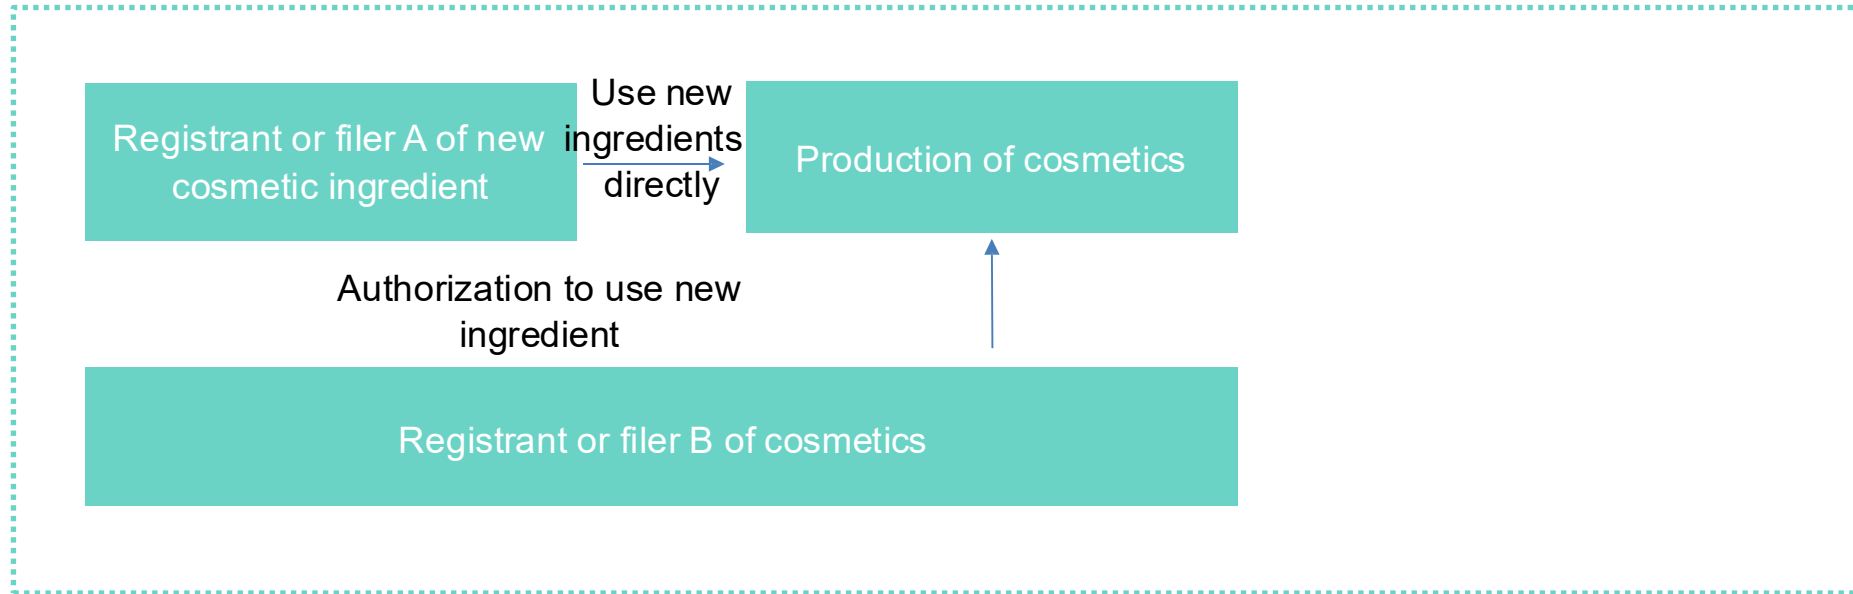 Registrant or filer A of new
cosmetic ingredient
Use new
ingredients
directly
Production of cosmetics
Authorization to use new
ingredient
Registrant or filer B of cosmetics